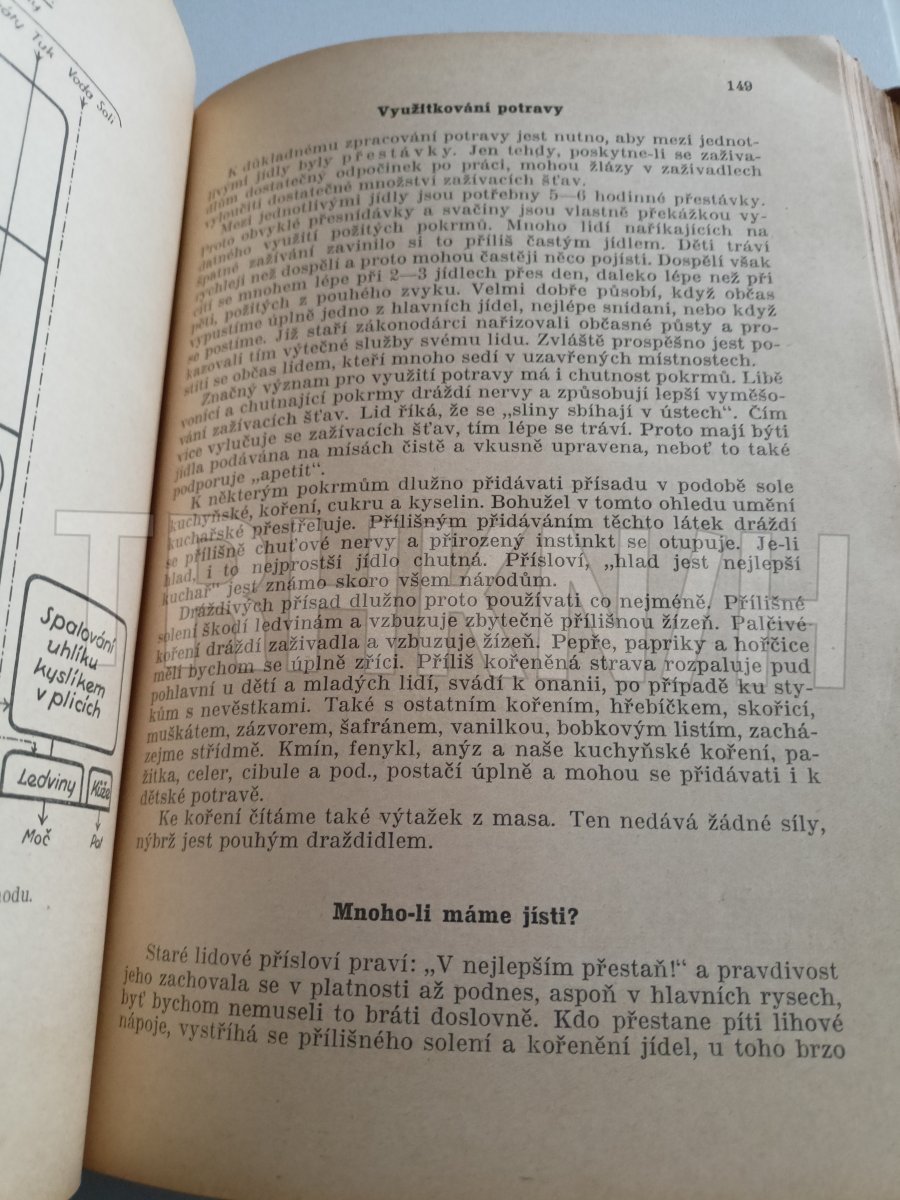 Tuk
Voda
Soli
Spalování
uhlíku
kyslíkem
v plicích
Ledviny
Kůže
Moč
Pot
hodu.
149
Využitkování potravy
K důkladnému zpracování potravy jest nutno, aby mezi jednot-
livými jídly byly přestávky. Jen tehdy, poskytne-li se zaživa-
dlům dostatečný odpočinek po práci, mohou žlázy v zaživadlech
vyloučiti dostatečné množství zažívacích šťav.
Mezi jednotlivými jídly jsou potřebny 5—6 hodinné přestávky.
Proto obvyklé přesnídávky a svačiny jsou vlastně překážkou vy-
datného využití požitých pokrmů. Mnoho lidí naříkajících na
špatné zažívání zavinilo si to příliš častým jídlem. Děti tráví
rychleji než dospělí a proto mohou častěji něco pojísti. Dospělí však
cítí se mnohem lépe při 2—3 jídlech přes den, daleko lépe než při
pěti, požitých z pouhého zvyku. Velmi dobře působí, když občas
vypustíme úplně jedno z hlavních jídel, nejlépe snídani, nebo když
se postíme. Již staří zákonodárci nařizovali občasné půsty a pro-
kazovali tím výtečné služby svému lidu. Zvláště prospěšno jest po-
stiti se občas lidem, kteří mnoho sedí v uzavřených místnostech.
Značný význam pro využití potravy má i chutnost pokrmů. Libě
vonící a chutnající pokrmy dráždí nervy a způsobují lepší vyměšo-
vání zažívacích šťav. Lid říká, že se „sliny sbíhají v ústech“. Čím
více vylučuje se zažívacích šťav, tím lépe se tráví. Proto mají býti
jídla podávána na mísách čistě a vkusně upravena, neboť to také
podporuje „apetit“.
K některým pokrmům dlužno přidávati přísadu v podobě sole
kuchyňské, koření, cukru a kyselin. Bohužel v tomto ohledu umění
kuchařské přestřeluje. Přílišným přidáváním těchto látek dráždí
se přílišně chuťové nervy a přirozený instinkt se otupuje. Je-li
hlad, i to nejprostší jídlo chutná. Přísloví, „hlad jest nejlepší
kuchař“ jest známo skoro všem národům.
Dráždivých přísad dlužno proto používati co nejméně. Přílišné
solení škodí ledvinám a vzbuzuje zbytečně přílišnou žízeň. Palčivé
koření dráždí zaživadla a vzbuzuje žízeň. Pepře, papriky a hořčice
měli bychom se úplně zříci. Příliš kořeněná strava rozpaluje pud
pohlavní u dětí a mladých lidí, svádí k onanii, po případě ku sty-
kům s nevěstkami. Také s ostatním kořením, hřebíčkem, skořicí,
muškátem, zázvorem, šafránem, vanilkou, bobkovým listím, zachá-
zejme střídmě. Kmín, fenykl, anýz a naše kuchyňské koření, pa-
žitka, celer, cibule a pod., postačí úplně a mohou se přidávati i k
dětské potravě.
Ke koření čítáme také výtažek z masa. Ten nedává žádné síly,
nýbrž jest pouhým draždidlem.
Mnoho-li máme jísti?
Staré lidové přísloví praví: „V nejlepším přestaň!“ a pravdivost
jeho zachovala se v platnosti až podnes, aspoň v hlavních rysech,
byť bychom nemuseli to bráti doslovně. Kdo přestane píti lihové
nápoje, vystříhá se přílišného solení a kořenění jídel, u toho brzo